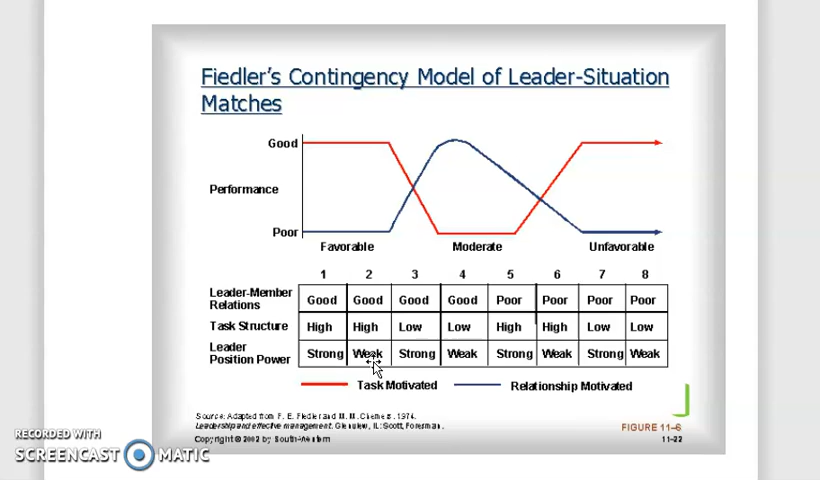 Fiedler's Contingency Model of Leader-Situation
Matches
Good
Performance
Poor
Favorable Moderate Unfavorable
1 2 3 4 5 6 7 8
Leader-Member
Relations
Good Good Good Good Poor Poor Poor Poor
Task Structure
High High Low Low High High Low Low
Leader
Position Power
Strong Weak Strong Weak Strong Weak Strong Weak
Task Motivated Relationship Motivated
Source: Adapted from F. E. Fiedler and M. M. Chemers. 1974.
Leadership and effective management. Glenview, IL: Scott, Foresman.
Copyright © 2002 by South-Western
FIGURE 11–6
11-22
RECORDED WITH
SCREENCAST MATIC